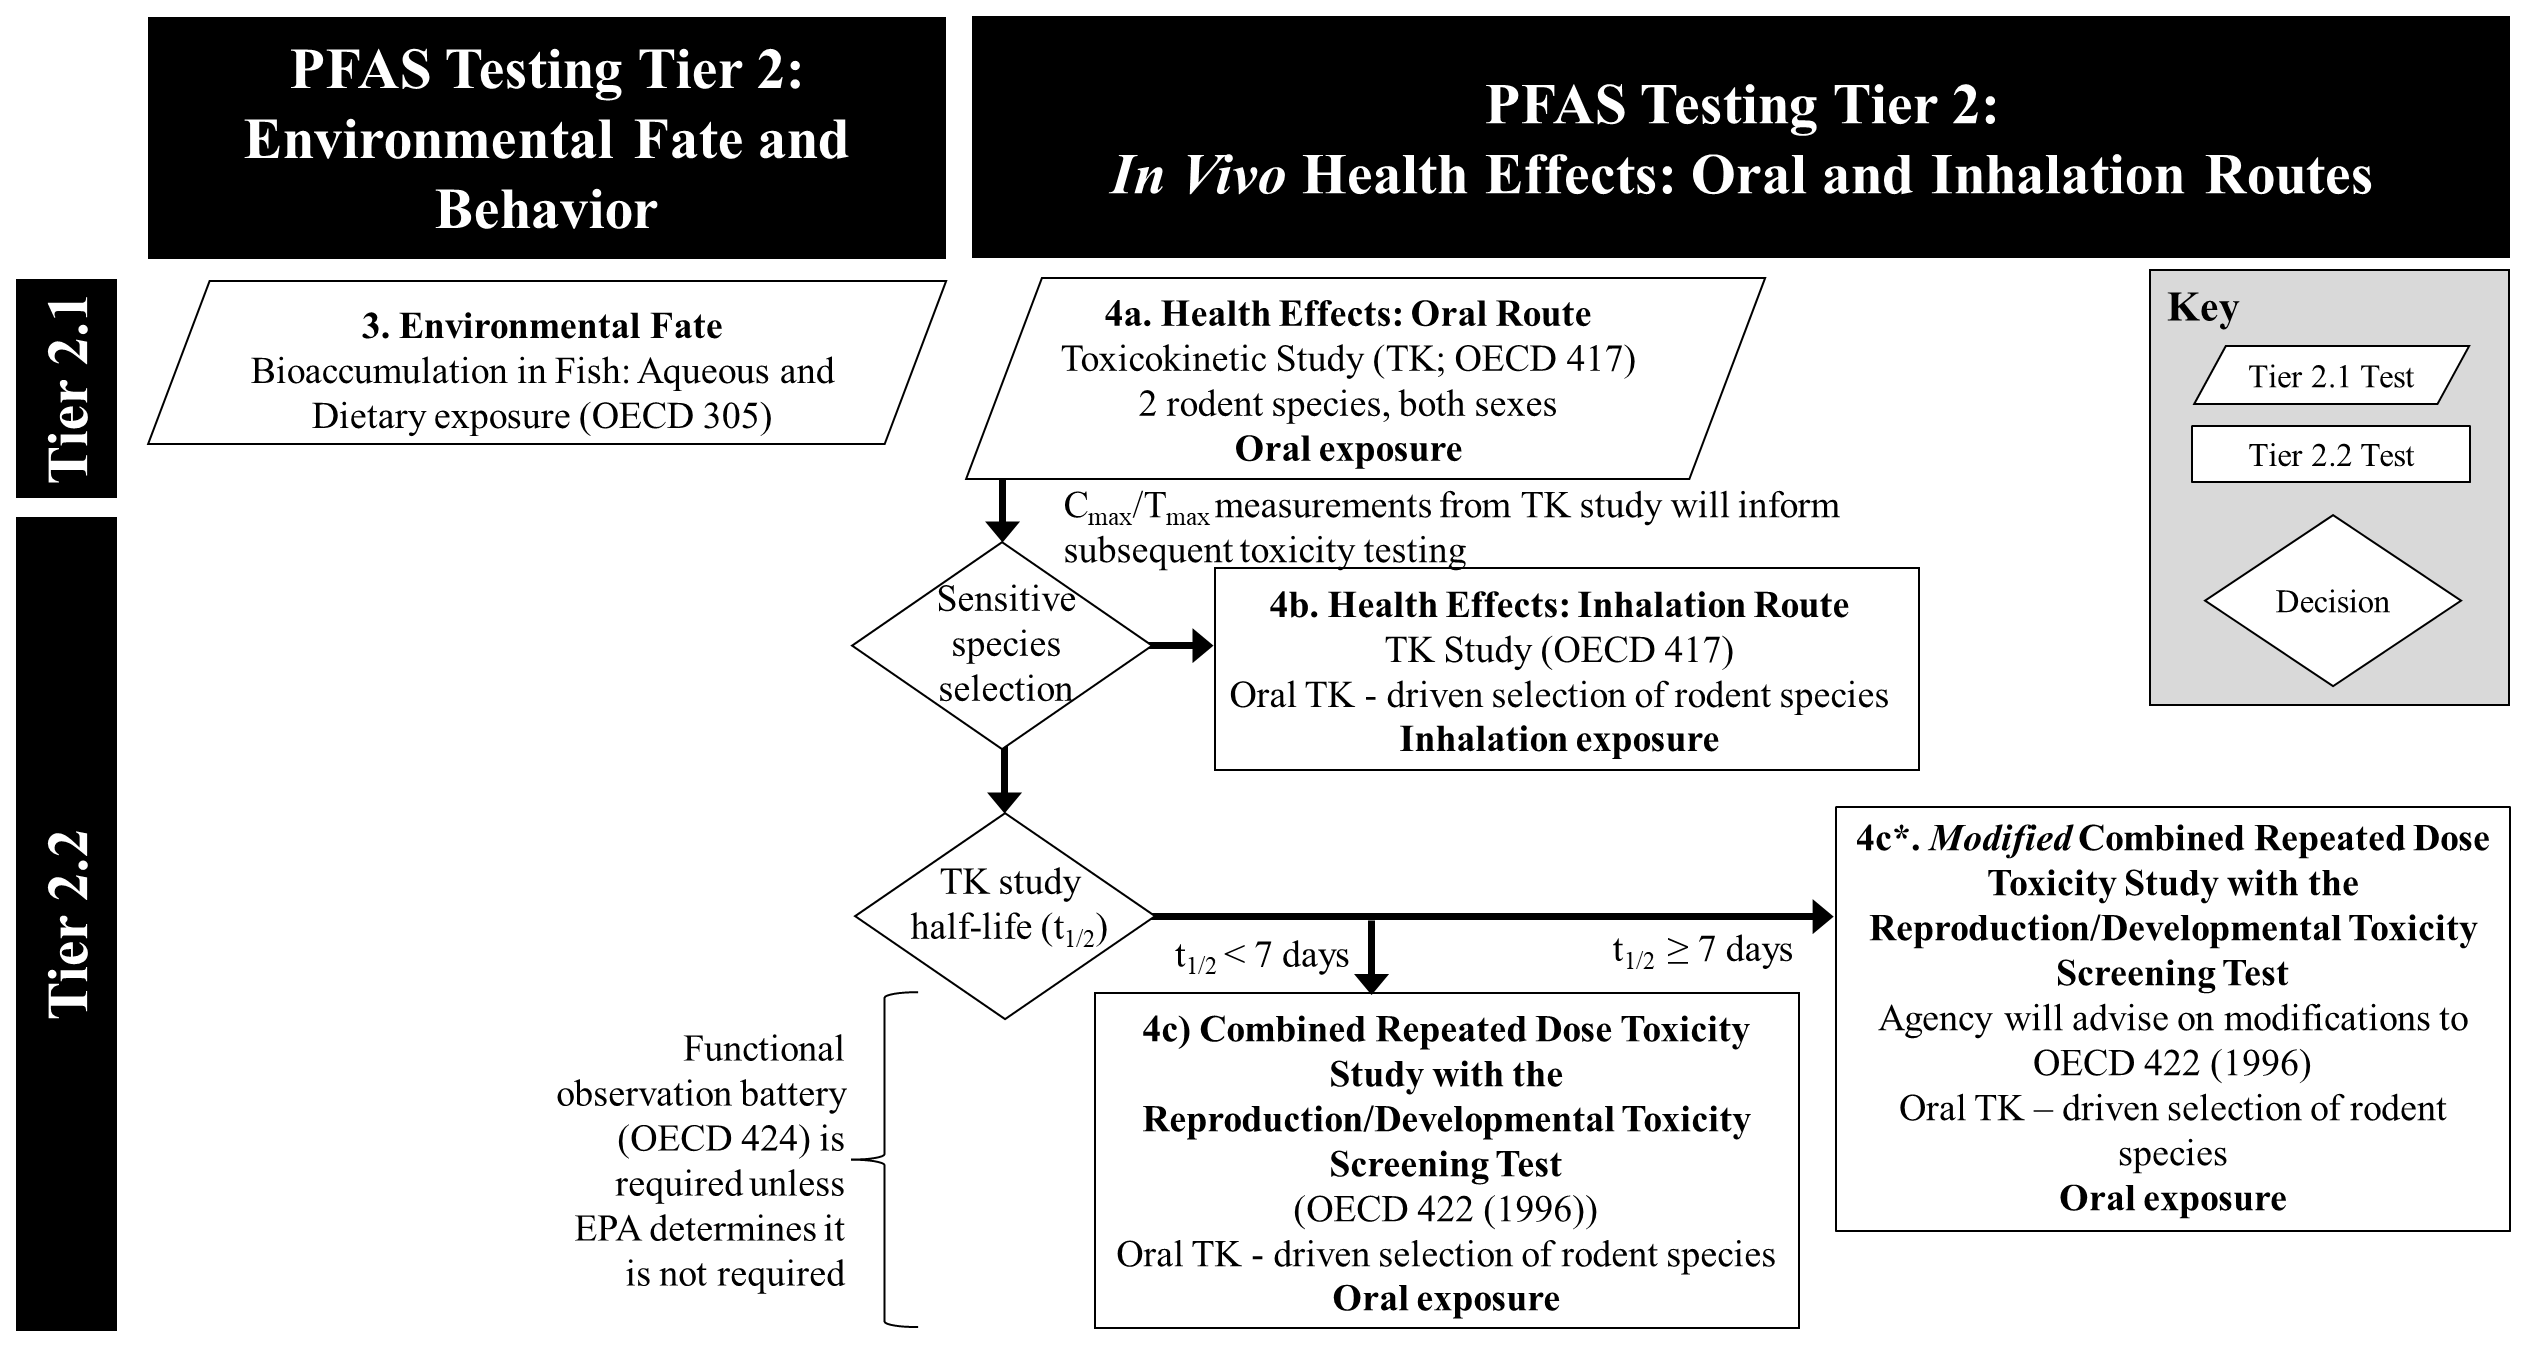 PFAS Testing Tier 2:
Environmental Fate and
Behavior
PFAS Testing Tier 2:
In Vivo Health Effects: Oral and Inhalation Routes
Tier 2.1
3. Environmental Fate
Bioaccumulation in Fish: Aqueous and
Dietary exposure (OECD 305)
4a. Health Effects: Oral Route
Toxicokinetic Study (TK; OECD 417)
2 rodent species, both sexes
Oral exposure
Key
Tier 2.1 Test
Tier 2.2 Test
Decision
Cmax/Tmax measurements from TK study will inform
subsequent toxicity testing
Tier 2.2
Sensitive
species
selection
4b. Health Effects: Inhalation Route
TK Study (OECD 417)
Oral TK - driven selection of rodent species
Inhalation exposure
TK study
half-life (t1/2)
t1/2 < 7 days
t1/2 ≥ 7 days
4c*. Modified Combined Repeated Dose
Toxicity Study with the
Reproduction/Developmental Toxicity
Screening Test
Agency will advise on modifications to
OECD 422 (1996)
Oral TK – driven selection of rodent
species
Oral exposure
Functional
observation battery
(OECD 424) is
required unless
EPA determines it
is not required
4c) Combined Repeated Dose Toxicity
Study with the
Reproduction/Developmental Toxicity
Screening Test
(OECD 422 (1996))
Oral TK - driven selection of rodent species
Oral exposure